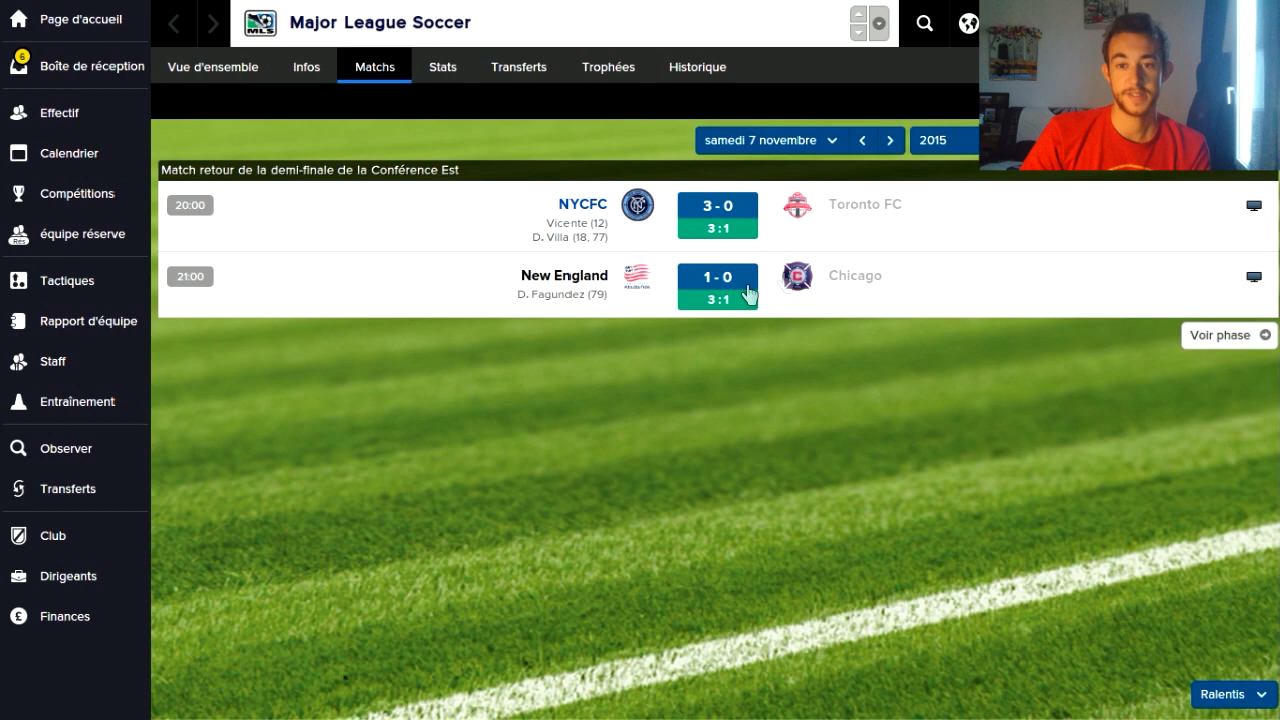 Page d'accueil
6
Boîte de réception
Effectif
Calendrier
Compétitions
Rés
équipe réserve
Tactiques
Rapport d'équipe
Staff
Entraînement
Observer
Transferts
Club
Dirigeants
£ Finances
MLS
Major League Soccer
Vue d'ensemble Infos Matchs Stats Transferts Trophées Historique
samedi 7 novembre 2015
Match retour de la demi-finale de la Conférence Est
20:00 NYCFC 3 - 0 Toronto FC
Vicente (12) 3 : 1
D. Villa (18, 77)
21:00 New England 1 - 0 Chicago
D. Fagundez (79) 3 : 1
Voir phase
Ralentis